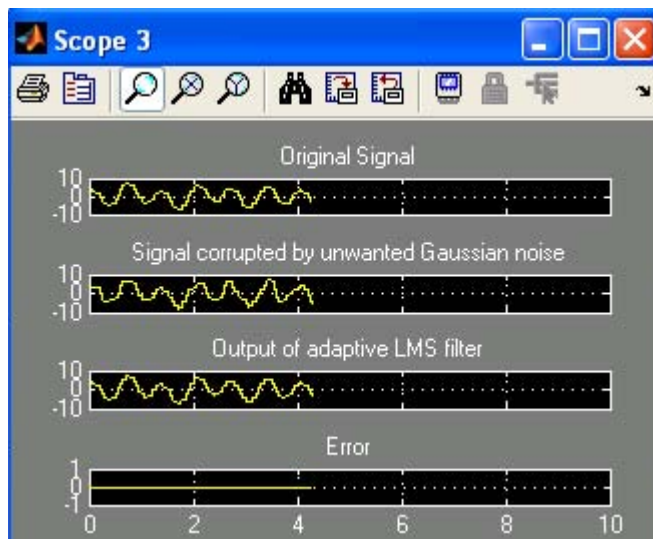 Scope 3
Original Signal
10
0
-10
Signal corrupted by unwanted Gaussian noise
10
0
-10
Output of adaptive LMS filter
10
0
-10
Error
1
0
-1
0 2 4 6 8 10